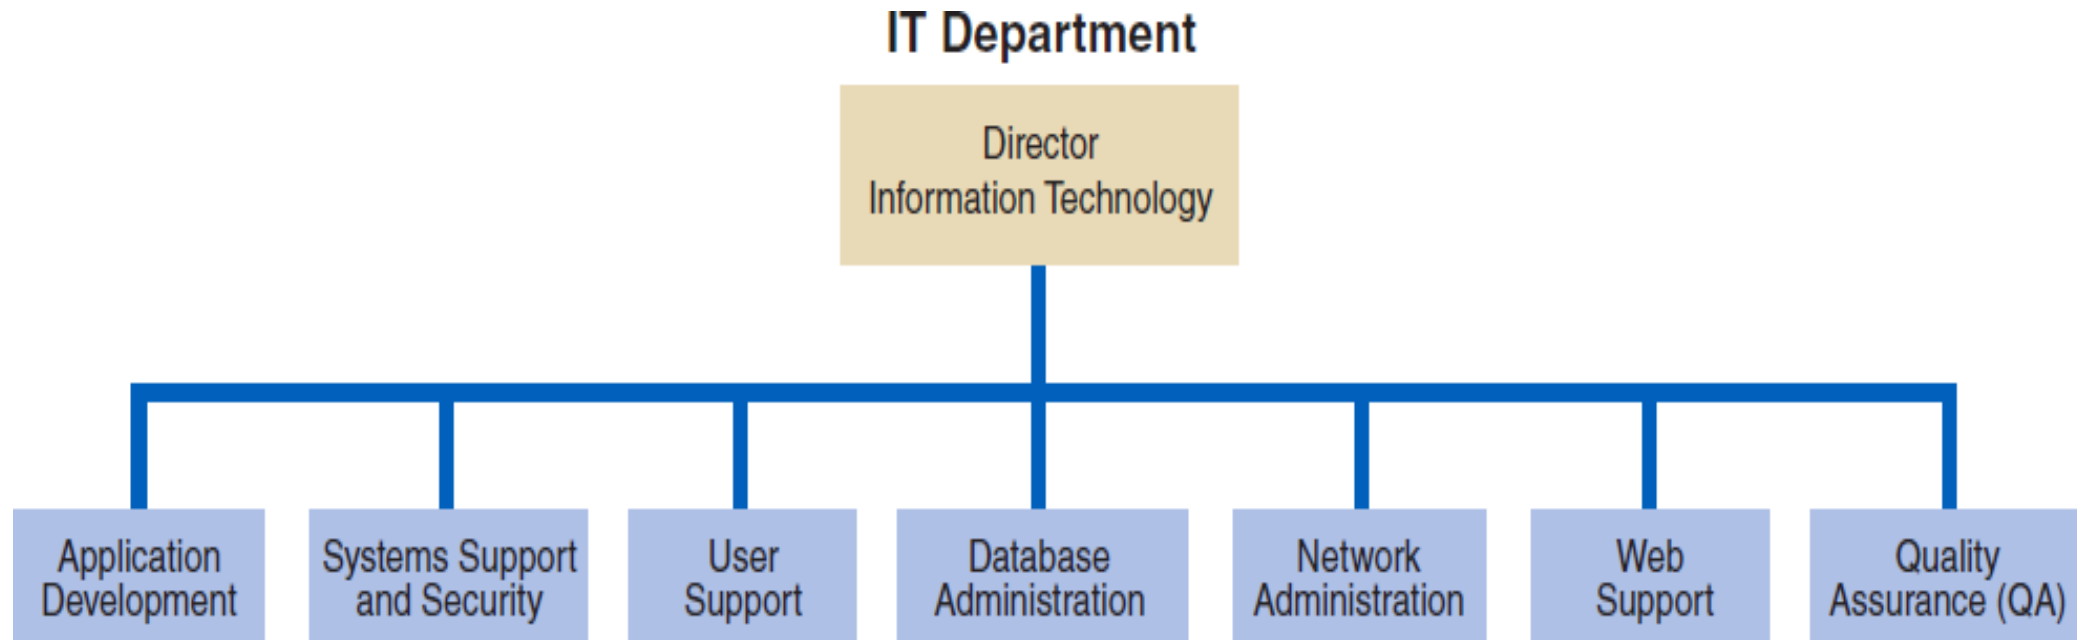 IT Department
Director
Information Technology
Application
Development
Systems Support
and Security
User
Support
Database
Administration
Network
Administration
Web
Support
Quality
Assurance (QA)